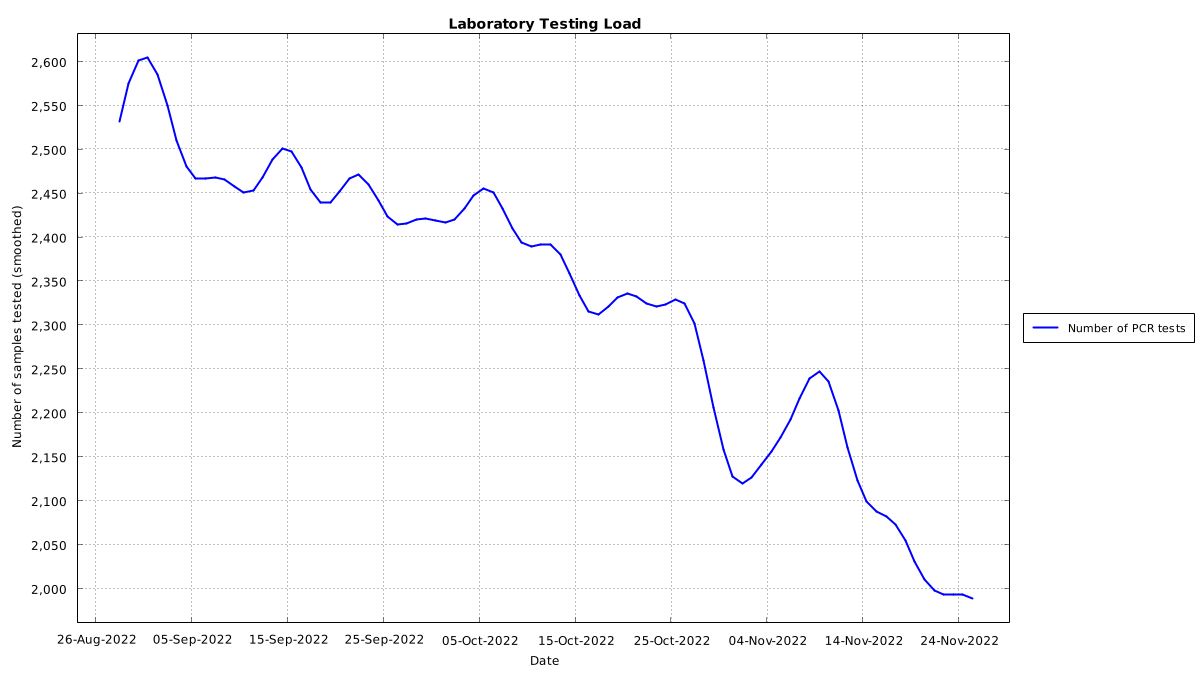 Laboratory Testing Load
Number of samples tested (smoothed)
2,600
2,550
2,500
2,450
2,400
2,350
2,300
2,250
2,200
2,150
2,100
2,050
2,000
26-Aug-2022 05-Sep-2022 15-Sep-2022 25-Sep-2022 05-Oct-2022 15-Oct-2022 25-Oct-2022 04-Nov-2022 14-Nov-2022 24-Nov-2022
Date
Number of PCR tests